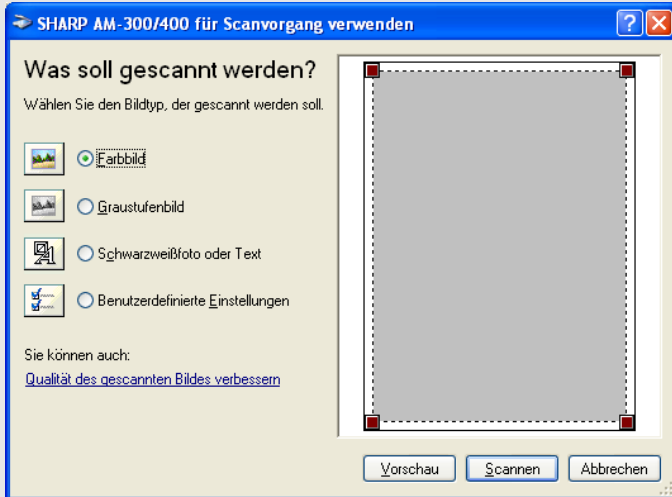 SHARP AM-300/400 für Scanvorgang verwenden
Was soll gescannt werden?
Wählen Sie den Bildtyp, der gescannt werden soll.
Farbbild
Graustufenbild
Schwarzweißfoto oder Text
Benutzerdefinierte Einstellungen
Sie können auch:
Qualität des gescannten Bildes verbessern
Vorschau Scannen Abbrechen